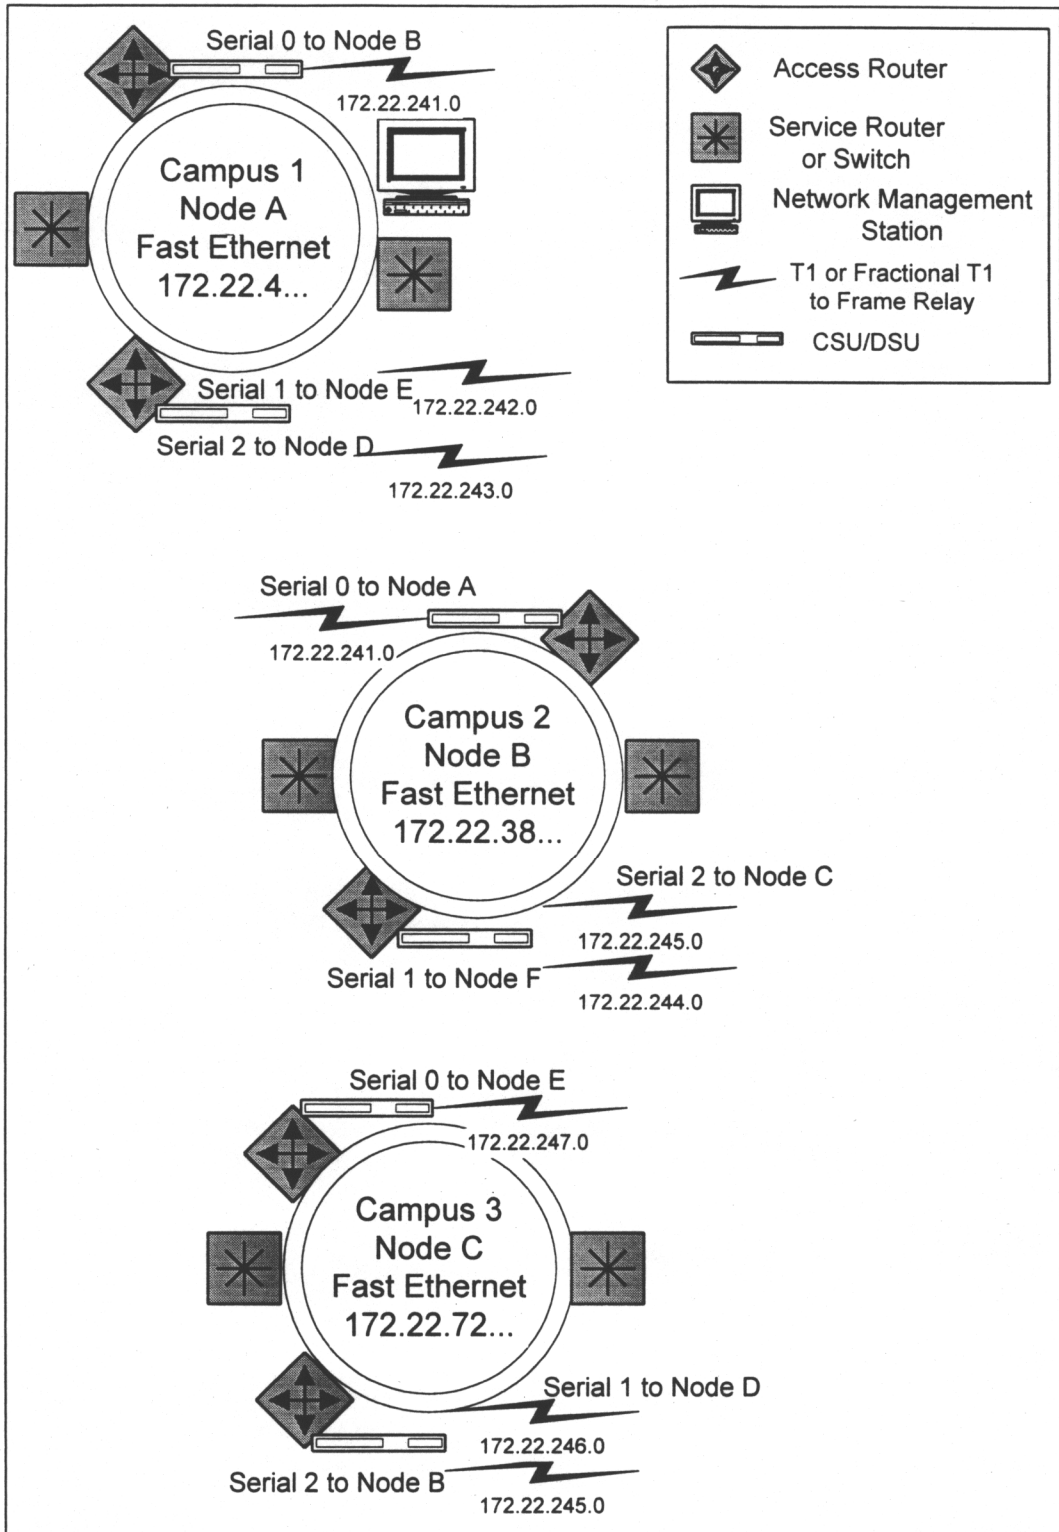 Serial 0 to Node B
172.22.241.0
Campus 1
Node A
Fast Ethernet
172.22.4...
Serial 1 to Node E
172.22.242.0
Serial 2 to Node D
172.22.243.0
Access Router
Service Router
or Switch
Network Management
Station
T1 or Fractional T1
to Frame Relay
CSU/DSU
Serial 0 to Node A
172.22.241.0
Campus 2
Node B
Fast Ethernet
172.22.38...
Serial 2 to Node C
172.22.245.0
Serial 1 to Node F
172.22.244.0
Serial 0 to Node E
172.22.247.0
Campus 3
Node C
Fast Ethernet
172.22.72...
Serial 1 to Node D
172.22.246.0
Serial 2 to Node B
172.22.245.0